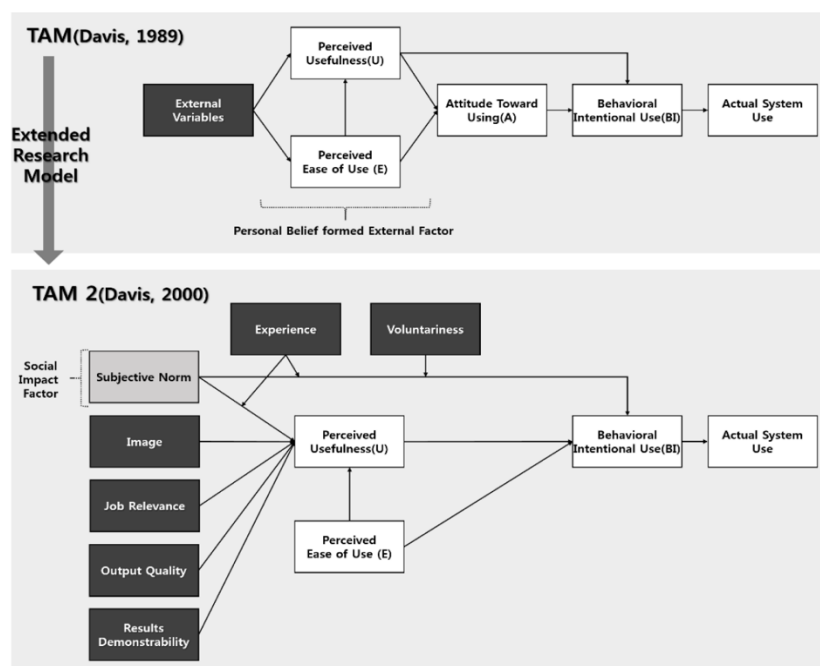 TAM(Davis, 1989)
Perceived
Usefulness(U)
External
Variables
Attitude Toward
Using(A)
Behavioral
Intentional Use(BI)
Actual System
Use
Extended
Research
Model
Perceived
Ease of Use (E)
Personal Belief formed External Factor
TAM 2(Davis, 2000)
Experience
Voluntariness
Social
Impact
Factor
Subjective Norm
Image
Perceived
Usefulness(U)
Behavioral
Intentional Use(BI)
Actual System
Use
Job Relevance
Perceived
Ease of Use (E)
Output Quality
Results
Demonstrability